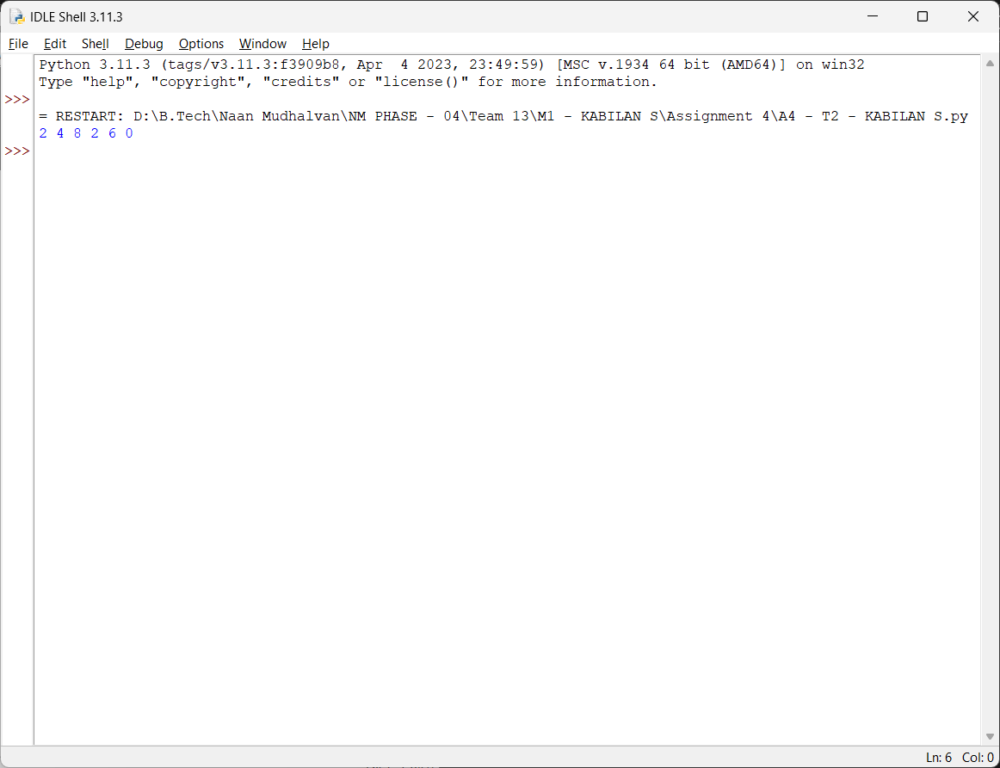 IDLE Shell 3.11.3
File Edit Shell Debug Options Window Help
Python 3.11.3 (tags/v3.11.3:f3909b8, Apr  4 2023, 23:49:59) [MSC v.1934 64 bit (AMD64)] on win32
Type "help", "copyright", "credits" or "license()" for more information.
>>>
= RESTART: D:\B.Tech\Naan Mudhalvan\NM PHASE - 04\Team 13\M1 - KABILAN S\Assignment 4\A4 - T2 - KABILAN S.py
2 4 8 2 6 0
>>>
Ln: 6 Col: 0